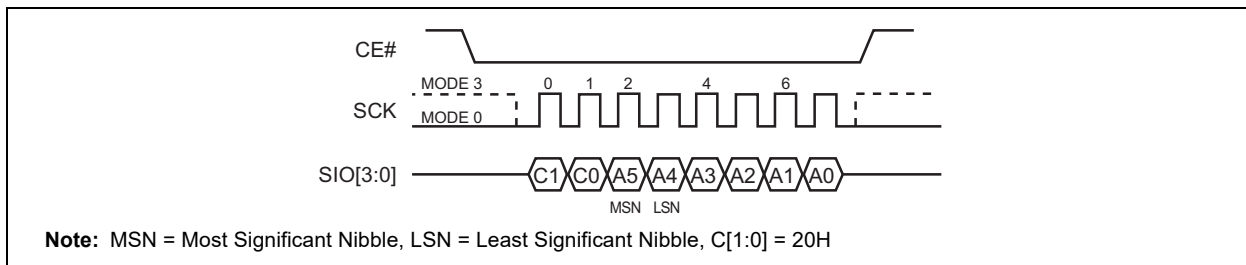 CE#
MODE 3 0 1 2 4 6
SCK
MODE 0
SIO[3:0] C1 C0 A5 A4 A3 A2 A1 A0
MSN LSN
Note: MSN = Most Significant Nibble, LSN = Least Significant Nibble, C[1:0] = 20H